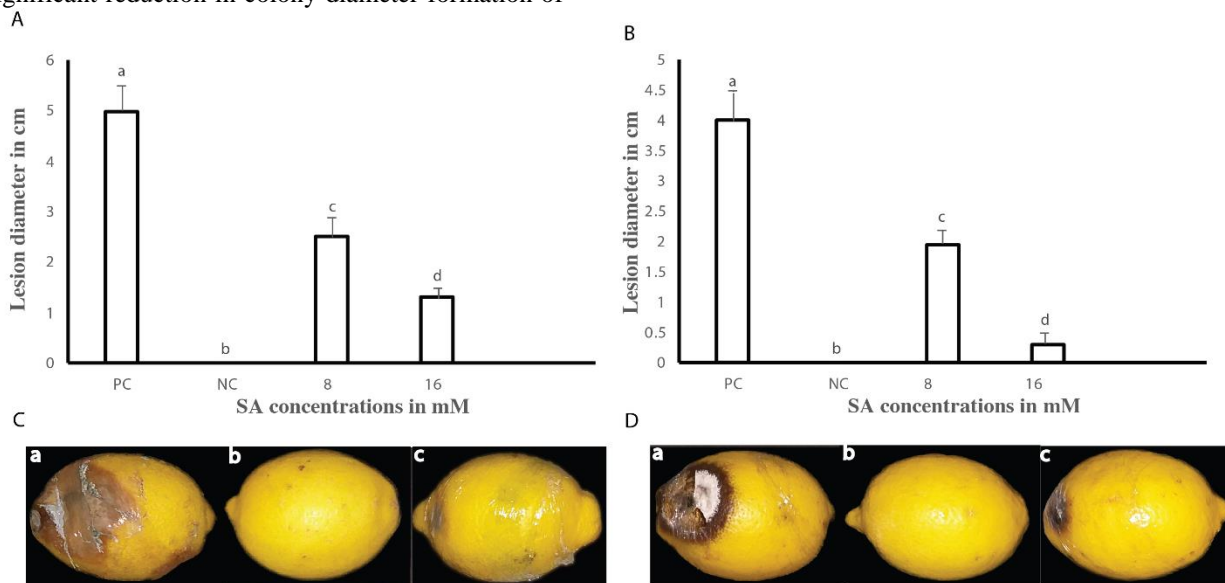 significant reduction in colony diameter formation of
A
6
5
4
3
2
1
0
Lesion diameter in cm
a
b
c
d
PC NC 8 16
SA concentrations in mM
B
5
4.5
4
3.5
3
2.5
2
1.5
1
0.5
0
Lesion diameter in cm
a
b
c
d
PC NC 8 16
SA concentrations in mM
C
a b c
D
a b c